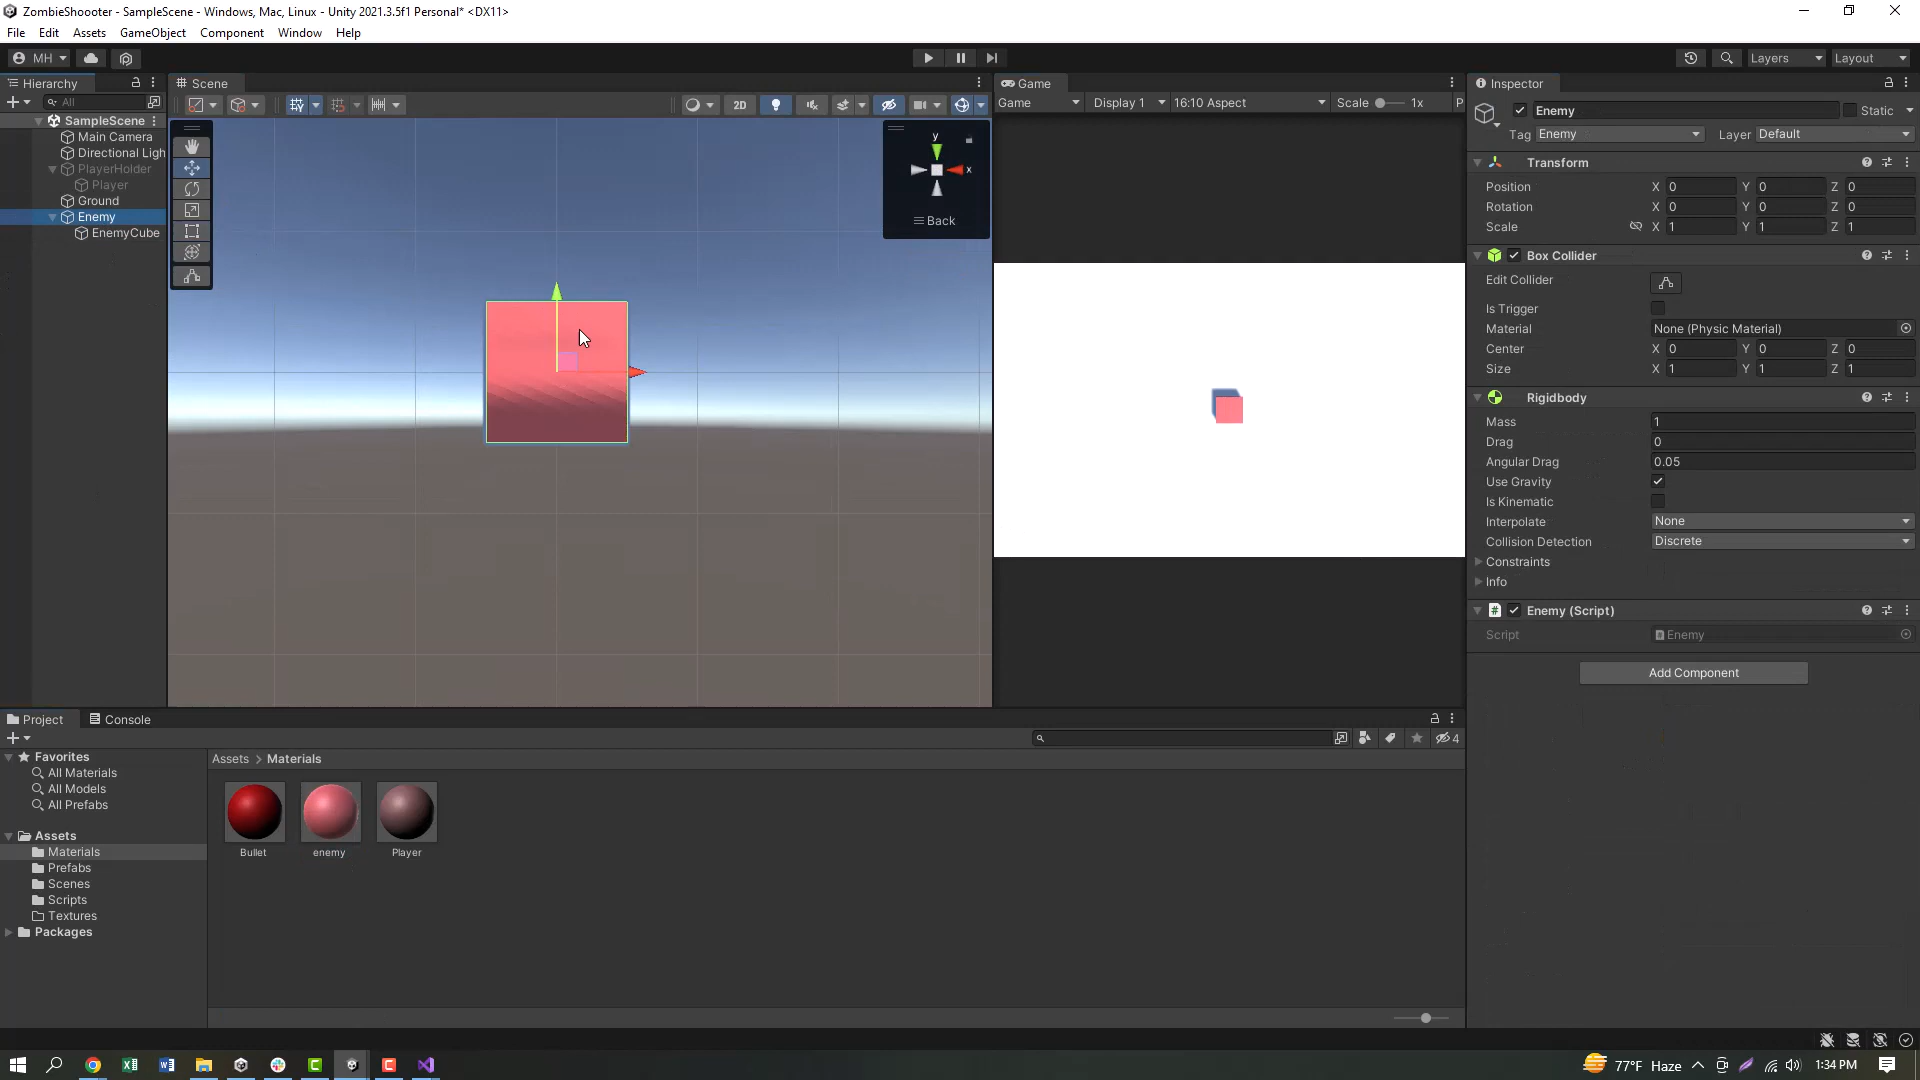 ZombieShoooter - SampleScene - Windows, Mac, Linux - Unity 2021.3.5f1 Personal* <DX11>
File Edit Assets GameObject Component Window Help
MH Layers Layout
Hierarchy
All
SampleScene
Main Camera
Directional Ligh
PlayerHolder
Player
Ground
Enemy
EnemyCube
Scene
2D
y
x
Back
Game
Game Display 1 16:10 Aspect Scale 1x P
Inspector
Enemy Static
Tag Enemy Layer Default
Transform
Position X 0 Y 0 Z 0
Rotation X 0 Y 0 Z 0
Scale X 1 Y 1 Z 1
Box Collider
Edit Collider
Is Trigger
Material None (Physic Material)
Center X 0 Y 0 Z 0
Size X 1 Y 1 Z 1
Rigidbody
Mass 1
Drag 0
Angular Drag 0.05
Use Gravity
Is Kinematic
Interpolate None
Collision Detection Discrete
Constraints
Info
# Enemy (Script)
Script Enemy
Add Component
Project Console
4
Favorites
All Materials
All Models
All Prefabs
Assets
Materials
Prefabs
Scenes
Scripts
Textures
Packages
Assets > Materials
Bullet enemy Player
77°F Haze 1:34 PM